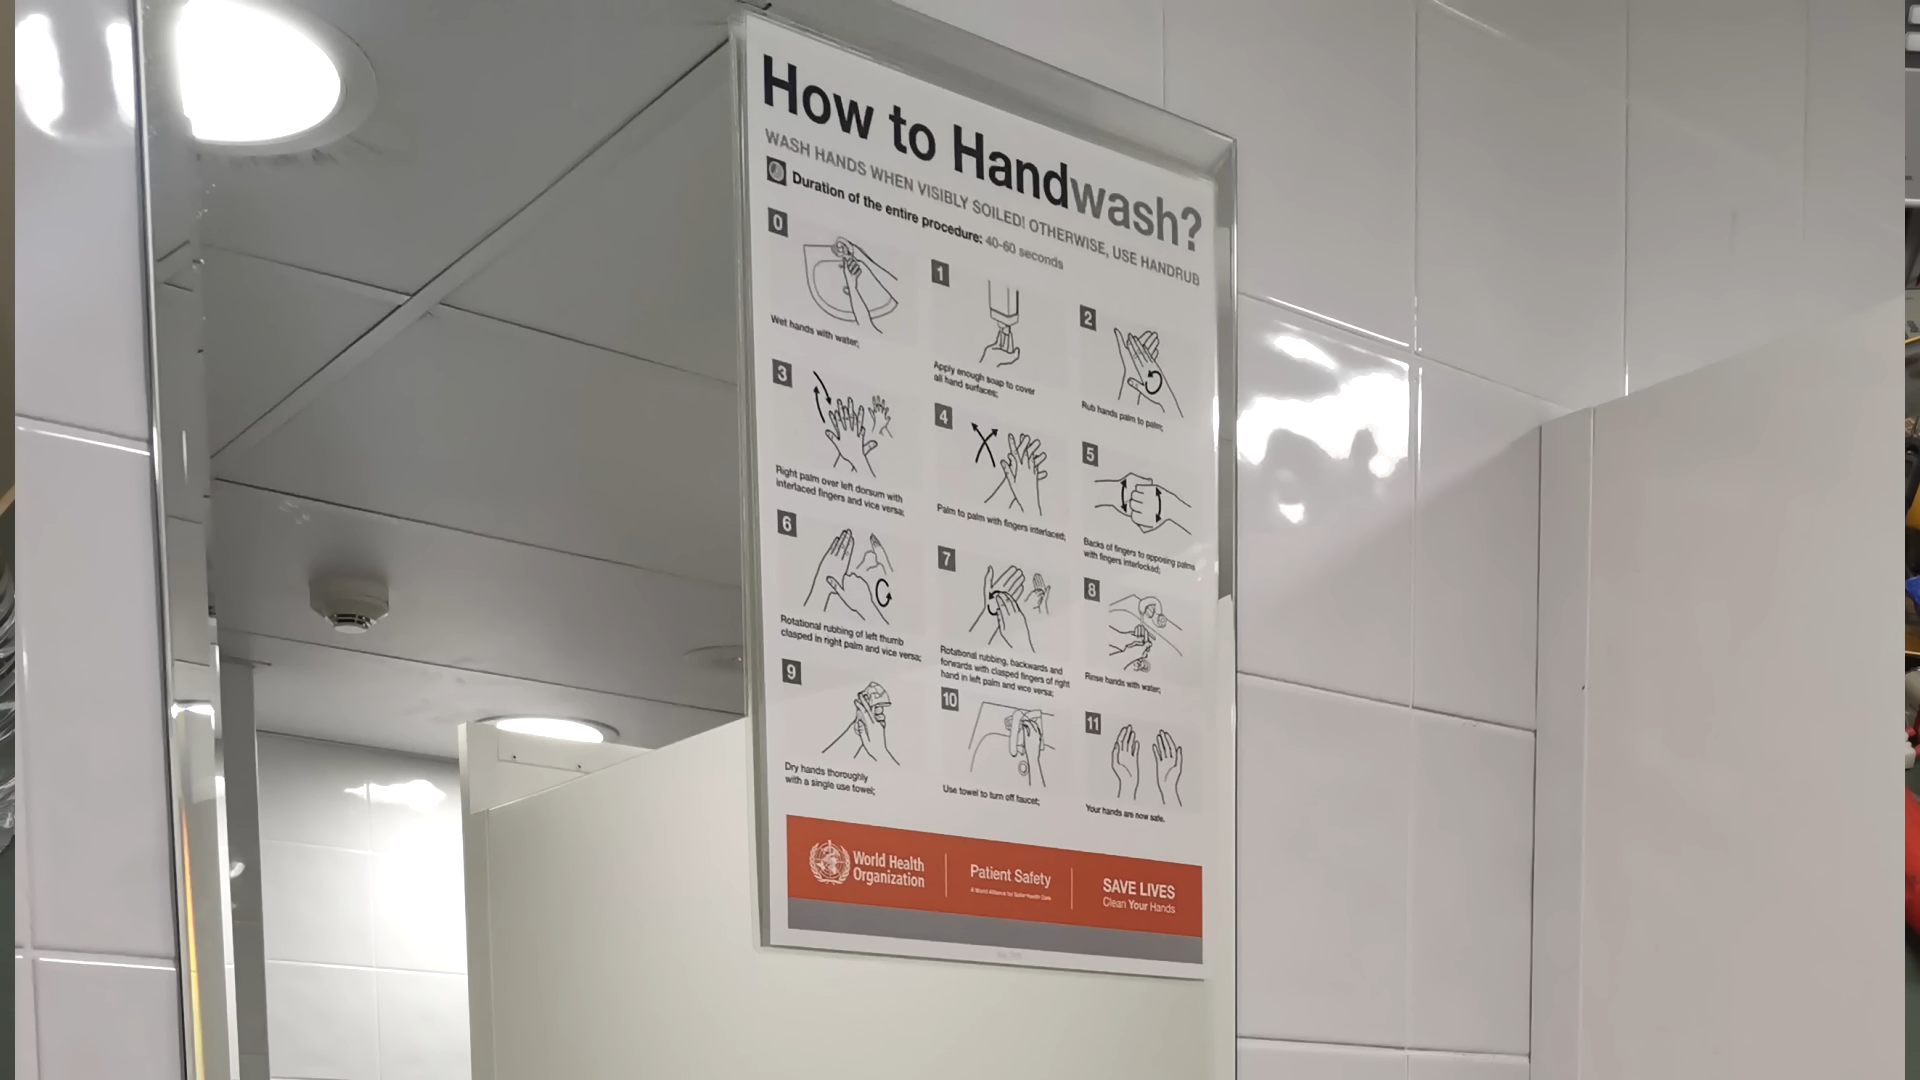 How to Handwash?
WASH HANDS WHEN VISIBLY SOILED! OTHERWISE, USE HANDRUB
Duration of the entire procedure: 40-60 seconds
0
Wet hands with water;
1
Apply enough soap to cover
all hand surfaces;
2
Rub hands palm to palm;
3
Right palm over left dorsum with
interlaced fingers and vice versa;
4
Palm to palm with fingers interlaced;
5
Backs of fingers to opposing palms
with fingers interlocked;
6
Rotational rubbing of left thumb
clasped in right palm and vice versa;
7
Rotational rubbing, backwards and
forwards with clasped fingers of right
hand in left palm and vice versa;
8
Rinse hands with water;
9
Dry hands thoroughly
with a single use towel;
10
Use towel to turn off faucet;
11
Your hands are now safe.
World Health
Organization
Patient Safety
A World Alliance for Safer Health Care
SAVE LIVES
Clean Your Hands